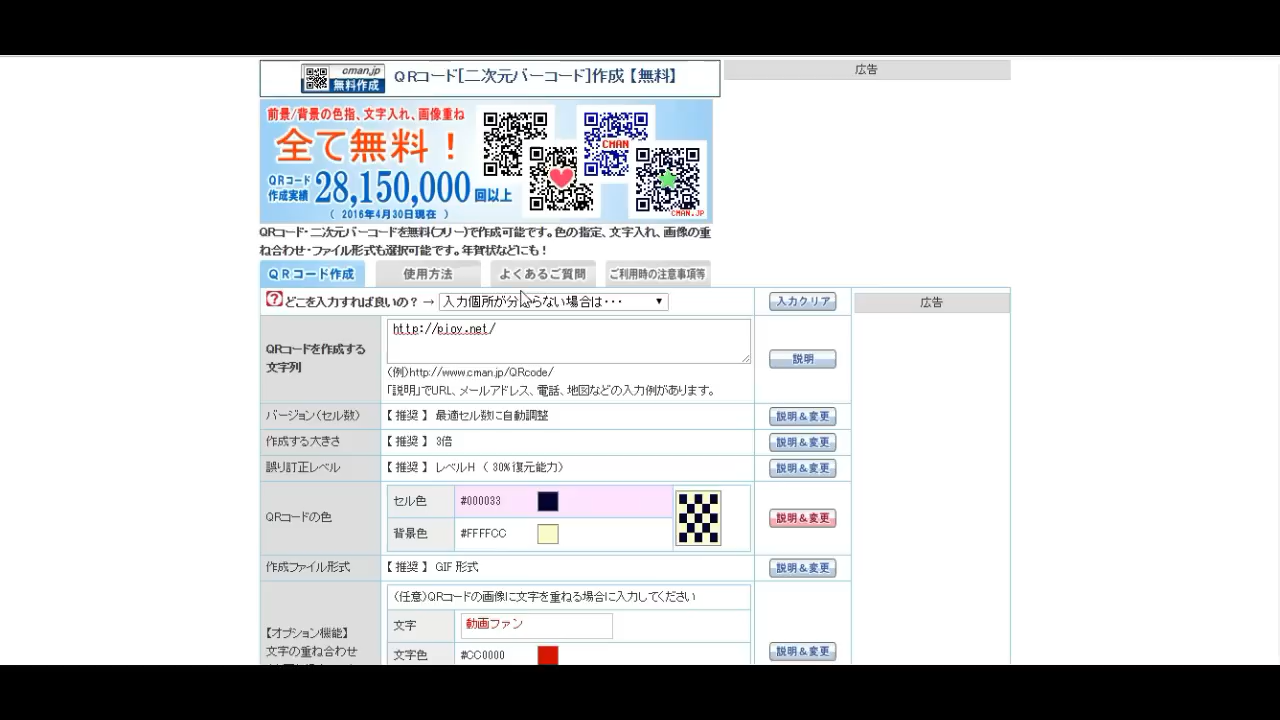 cman.jp
無料作成
QRコード[二次元バーコード]作成【無料】
広告
前景/背景の色指、文字入れ、画像重ね
全て無料！
QRコード
作成実績 28,150,000 回以上
( 2016年4月30日現在 )
CMAN
CMAN.JP
QRコード・二次元バーコードを無料(フリー)で作成可能です。色の指定、文字入れ、画像の重
ね合わせ・ファイル形式も選択可能です。年賀状などにも！
QRコード作成 使用方法 よくあるご質問 ご利用時の注意事項等
どこを入力すれば良いの？ → 入力個所が分からない場合は・・・ ▼ 入力クリア
広告
QRコードを作成する
文字列
http://pjoy.net/
(例)http://www.cman.jp/QRcode/
「説明」でURL、メールアドレス、電話、地図などの入力例があります。
説明
バージョン(セル数) 【 推奨 】 最適セル数に自動調整 説明＆変更
作成する大きさ 【 推奨 】 3倍 説明＆変更
誤り訂正レベル 【 推奨 】 レベルH （ 30%復元能力） 説明＆変更
QRコードの色
セル色 #000033
背景色 #FFFFCC
説明＆変更
作成ファイル形式 【 推奨 】 GIF 形式 説明＆変更
【オプション機能】
文字の重ね合わせ
(任意)QRコードの画像に文字を重ねる場合に入力してください
文字 動画ファン
文字色 #CC0000
説明＆変更